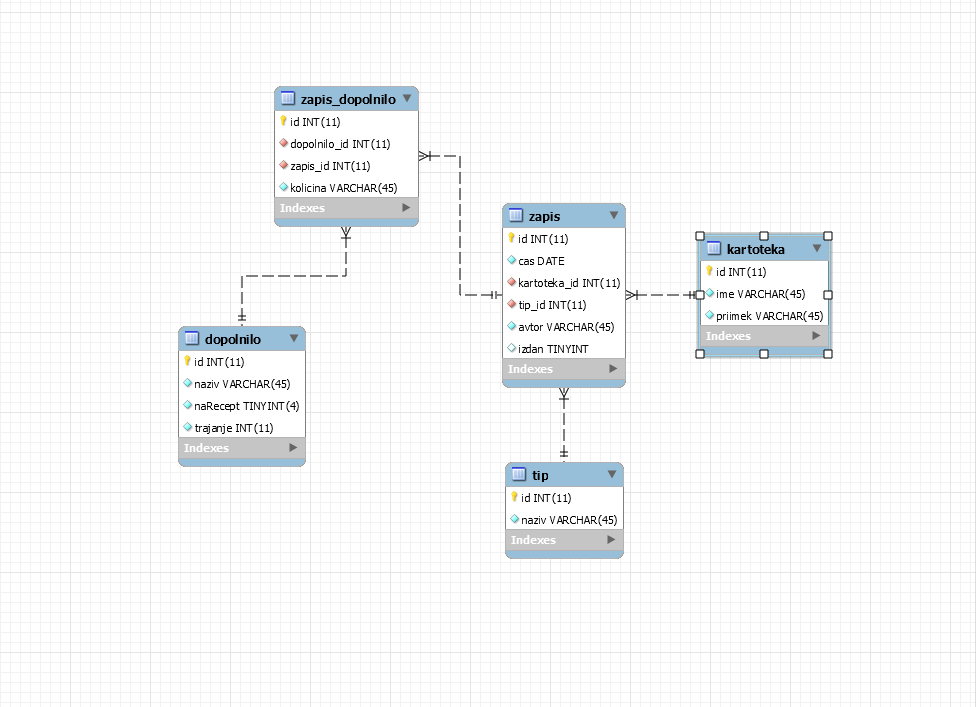 zapis_dopolnilo
id INT(11)
dopolnilo_id INT(11)
zapis_id INT(11)
kolicina VARCHAR(45)
Indexes
zapis
id INT(11)
cas DATE
kartoteka_id INT(11)
tip_id INT(11)
avtor VARCHAR(45)
izdan TINYINT
Indexes
kartoteka
id INT(11)
ime VARCHAR(45)
priimek VARCHAR(45)
Indexes
dopolnilo
id INT(11)
naziv VARCHAR(45)
naRecept TINYINT(4)
trajanje INT(11)
Indexes
tip
id INT(11)
naziv VARCHAR(45)
Indexes